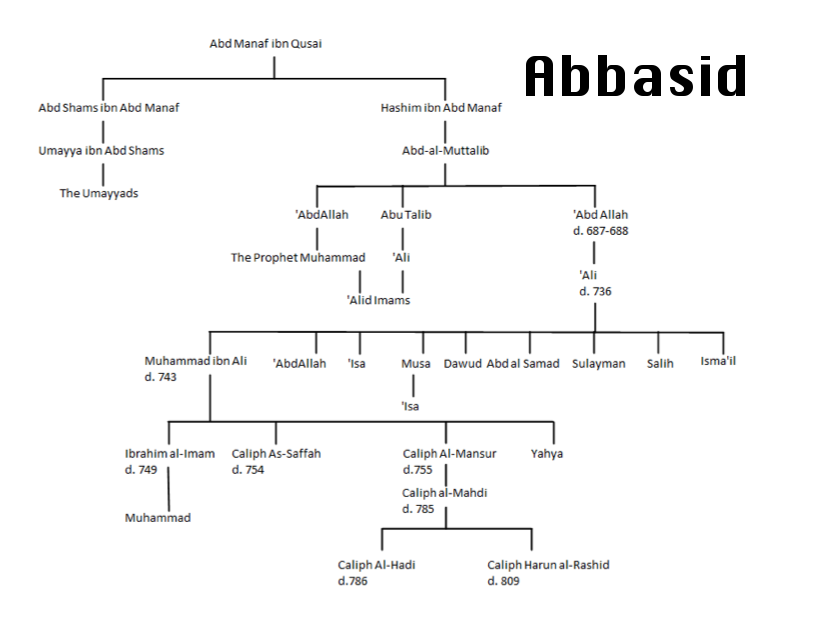 Abd Manaf ibn Qusai
Abbasid
Abd Shams ibn Abd Manaf
Hashim ibn Abd Manaf
Umayya ibn Abd Shams
Abd-al-Muttalib
The Umayyads
'AbdAllah
Abu Talib
'Abd Allah
d. 687-688
The Prophet Muhammad
'Ali
'Ali
d. 736
'Alid Imams
Muhammad ibn Ali
d. 743
'AbdAllah
'Isa
Musa
Dawud
Abd al Samad
Sulayman
Salih
Isma'il
'Isa
Ibrahim al-Imam
d. 749
Caliph As-Saffah
d. 754
Caliph Al-Mansur
d.755
Yahya
Caliph al-Mahdi
d. 785
Muhammad
Caliph Al-Hadi
d.786
Caliph Harun al-Rashid
d. 809